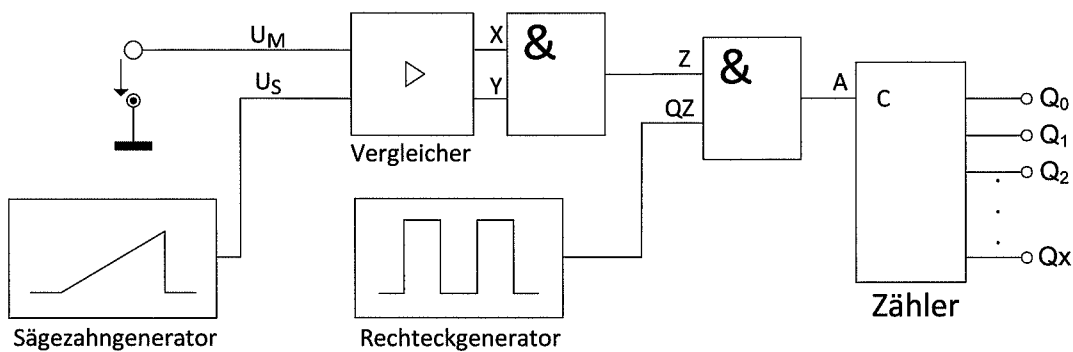 U_M
U_S
X
Y
&
Vergleicher
Z
QZ
&
A
C
Q₀
Q₁
Q₂
Qx
Zähler
Sägezahngenerator
Rechteckgenerator